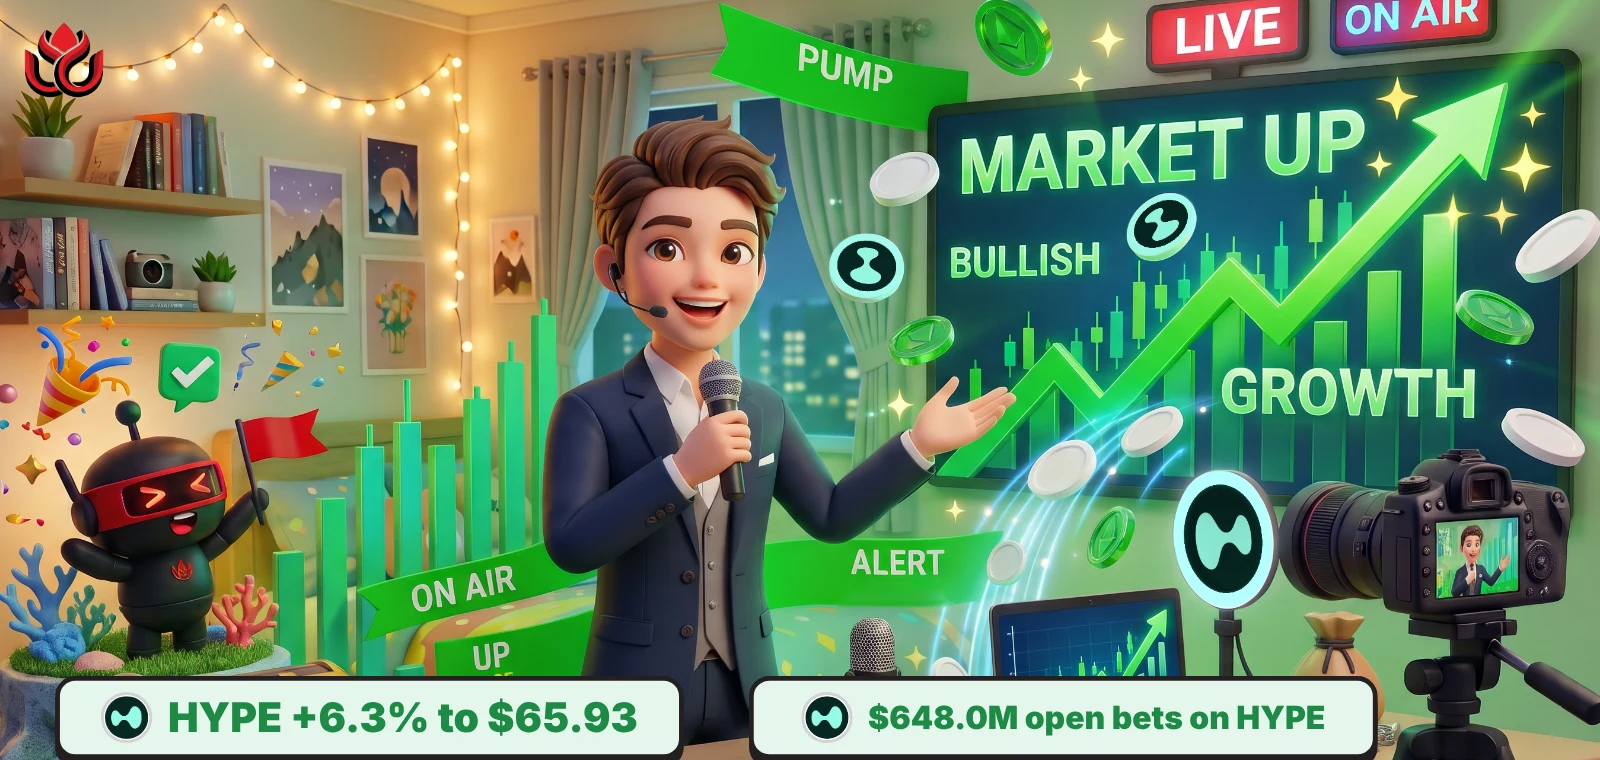 PUMP
LIVE
ON AIR
MARKET UP
BULLISH
GROWTH
ON AIR
ALERT
UP
HYPE +6.3% to $65.93
$648.0M open bets on HYPE